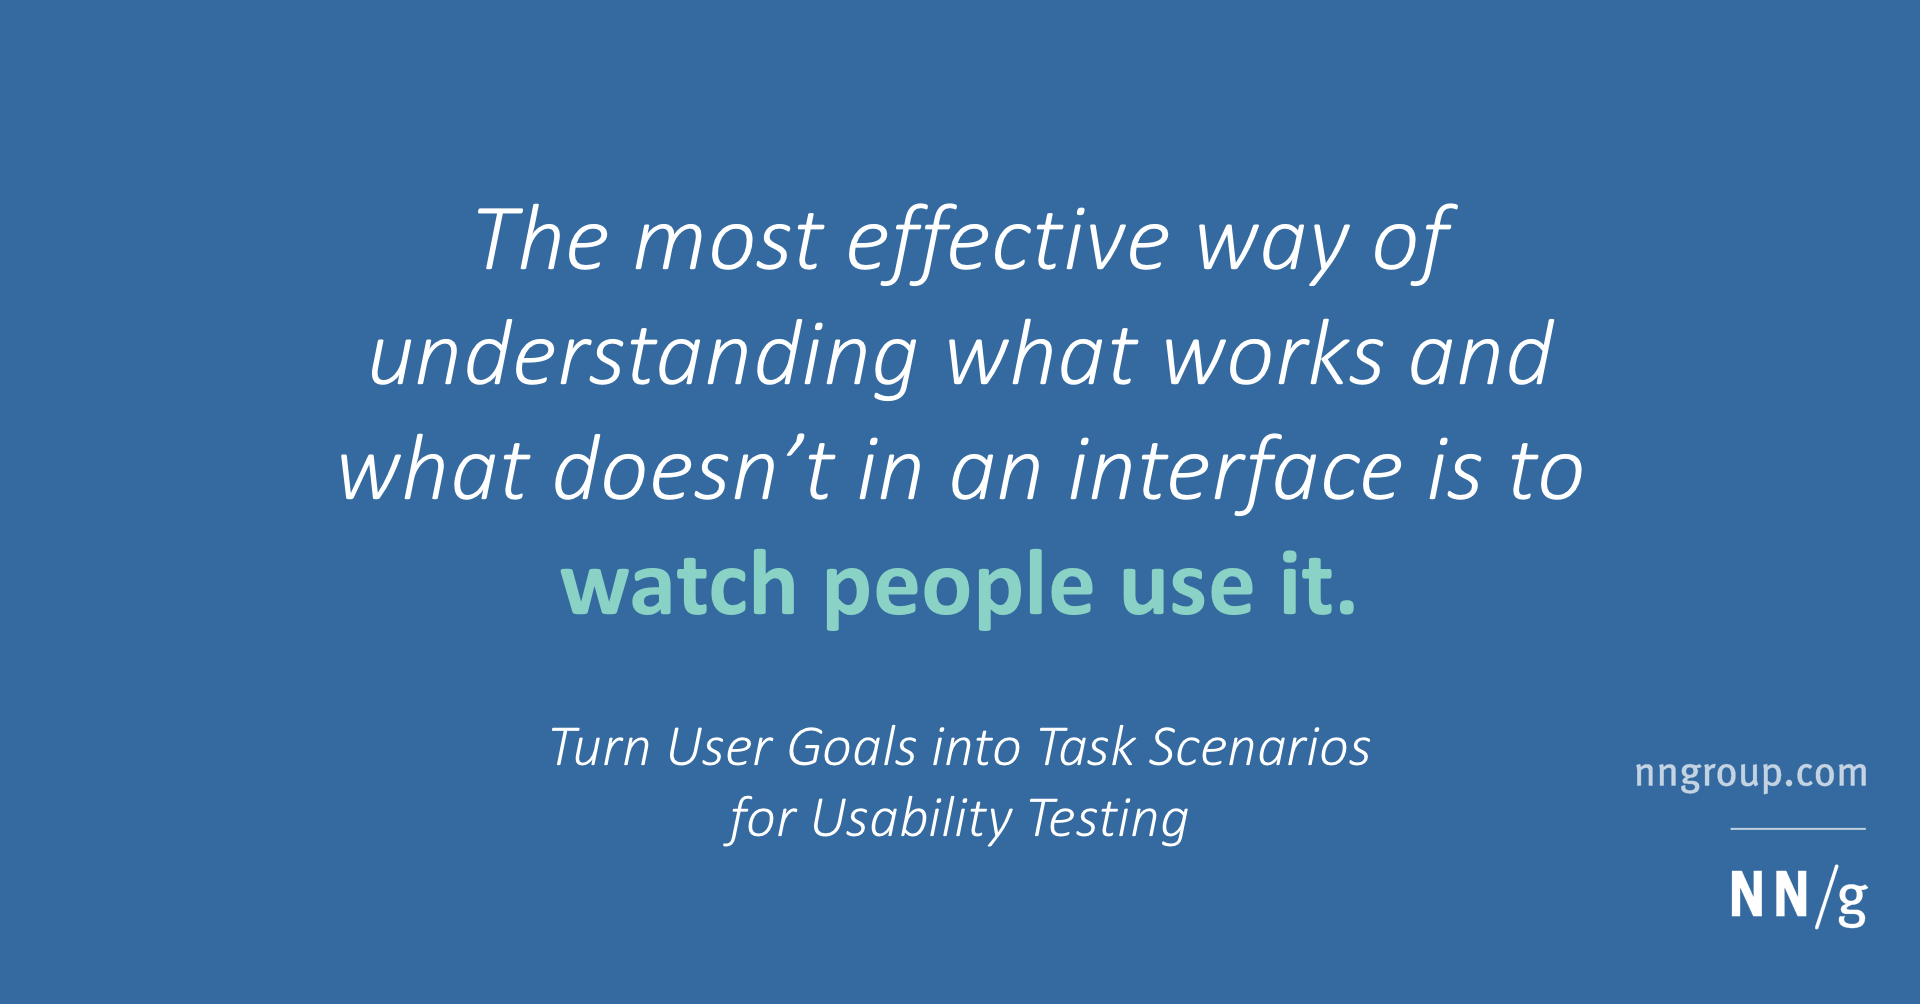 The most effective way of
understanding what works and
what doesn’t in an interface is to
watch people use it.
Turn User Goals into Task Scenarios
for Usability Testing
nngroup.com
NN/g